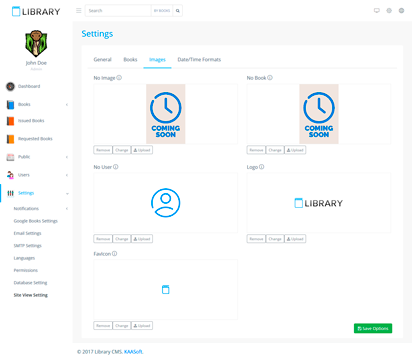 LIBRARY
Search
BY BOOKS
John Doe
Settings
General Books Images Date/Time Formats
No Image
No Book
COMING SOON
COMING SOON
Remove Change Upload
Remove Change Upload
No User
Logo
LIBRARY
Remove Change Upload
Remove Change Upload
Favicon
Remove Change Upload
Save Options
Dashboard
Books
Issued Books
Requested Books
Public
Users
Settings
Notifications
Google Books Settings
Email Settings
SMTP Settings
Languages
Permissions
Database Setting
Site View Setting
© 2017 Library CMS, KAASoft.